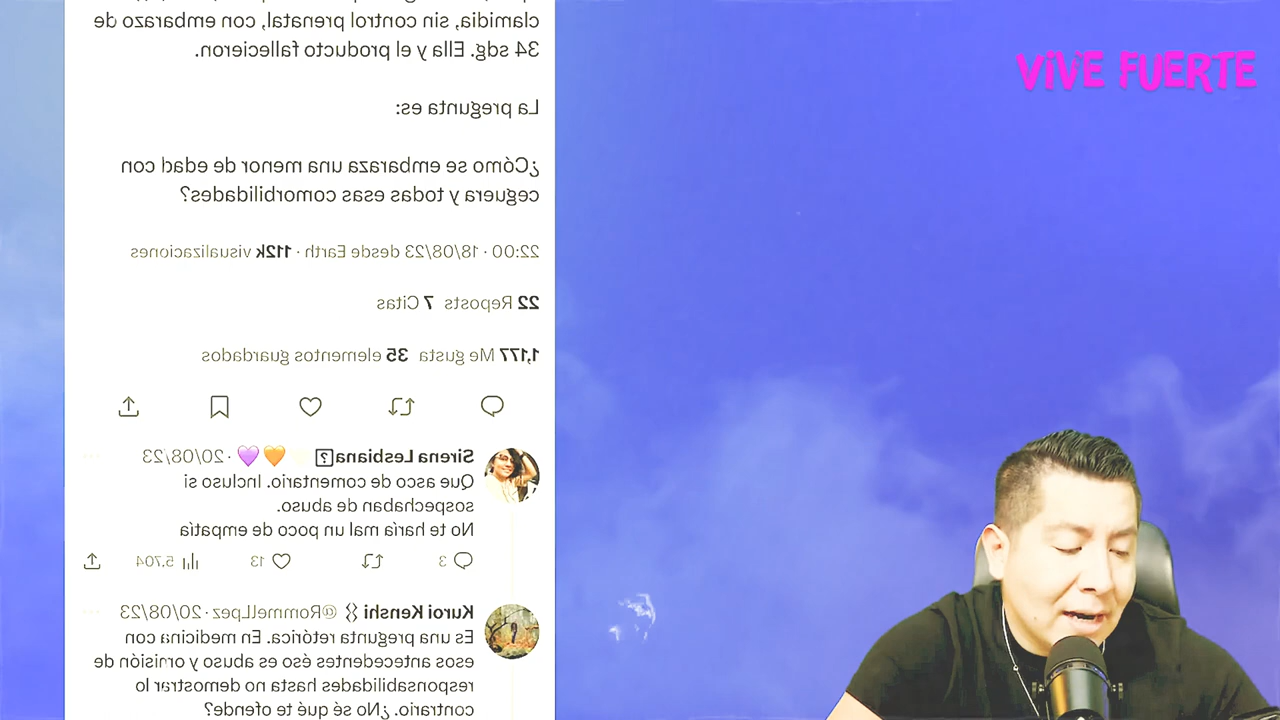 clamidia, sin control prenatal, con embarazo de
34 sdg. Ella y el producto fallecieron.
La pregunta es:
¿Cómo se embaraza una menor de edad con
ceguera y todas esas comorbilidades?
22:00 · 18/08/23 desde Earth · 112k visualizaciones
22 Reposts 7 Citas
1,177 Me gusta 35 elementos guardados
Sirena Lesbiana · 20/08/23
Que asco de comentario. Incluso si
sospechaban de abuso.
No te haría mal un poco de empatía
3 13 5.704
Kuroi Kenshi @RommelLpez · 20/08/23
Es una pregunta retórica. En medicina con
esos antecedentes éso es abuso y omisión de
responsabilidades hasta no demostrar lo
contrario. ¿No sé qué té ofende?
VIVE FUERTE